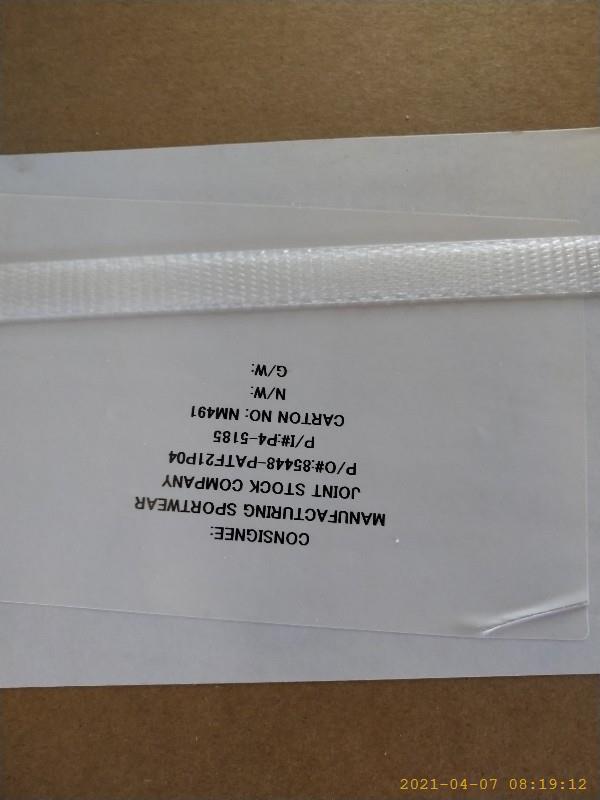 CONSIGNEE:
MANUFACTURING SPORTWEAR
JOINT STOCK COMPANY
P/O#:85448-PATF21P04
P/I#:P4-5185
CARTON NO: NM491
N/W:
G/W:
2021-04-07 08:19:12